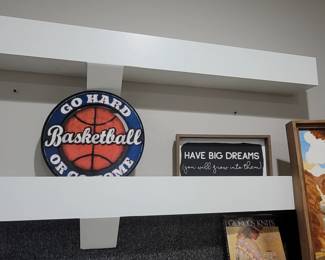 GO HARD
Basketball
OR GO HOME
HAVE BIG DREAMS
(you will grow into them)